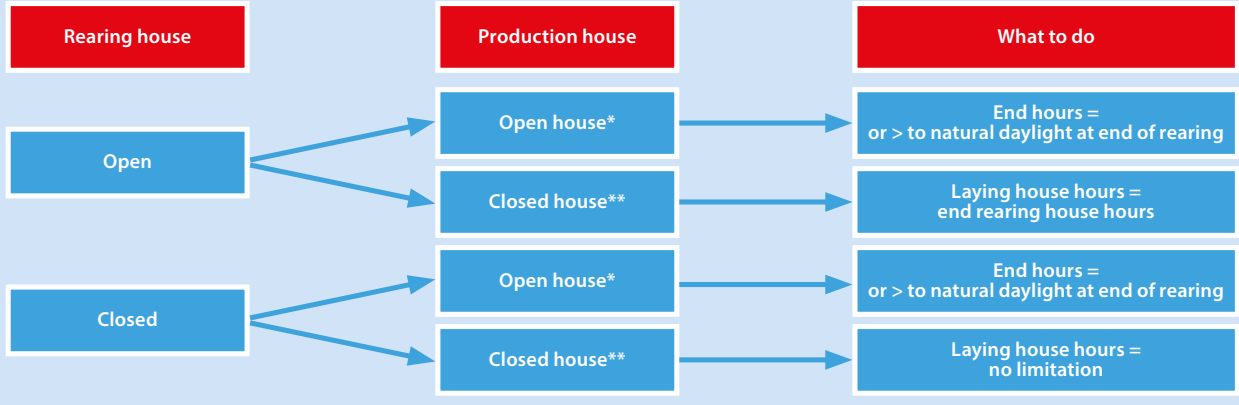 Rearing house
Production house
What to do
Open
Open house*
End hours =
or > to natural daylight at end of rearing
Closed house**
Laying house hours =
end rearing house hours
Closed
Open house*
End hours =
or > to natural daylight at end of rearing
Closed house**
Laying house hours =
no limitation